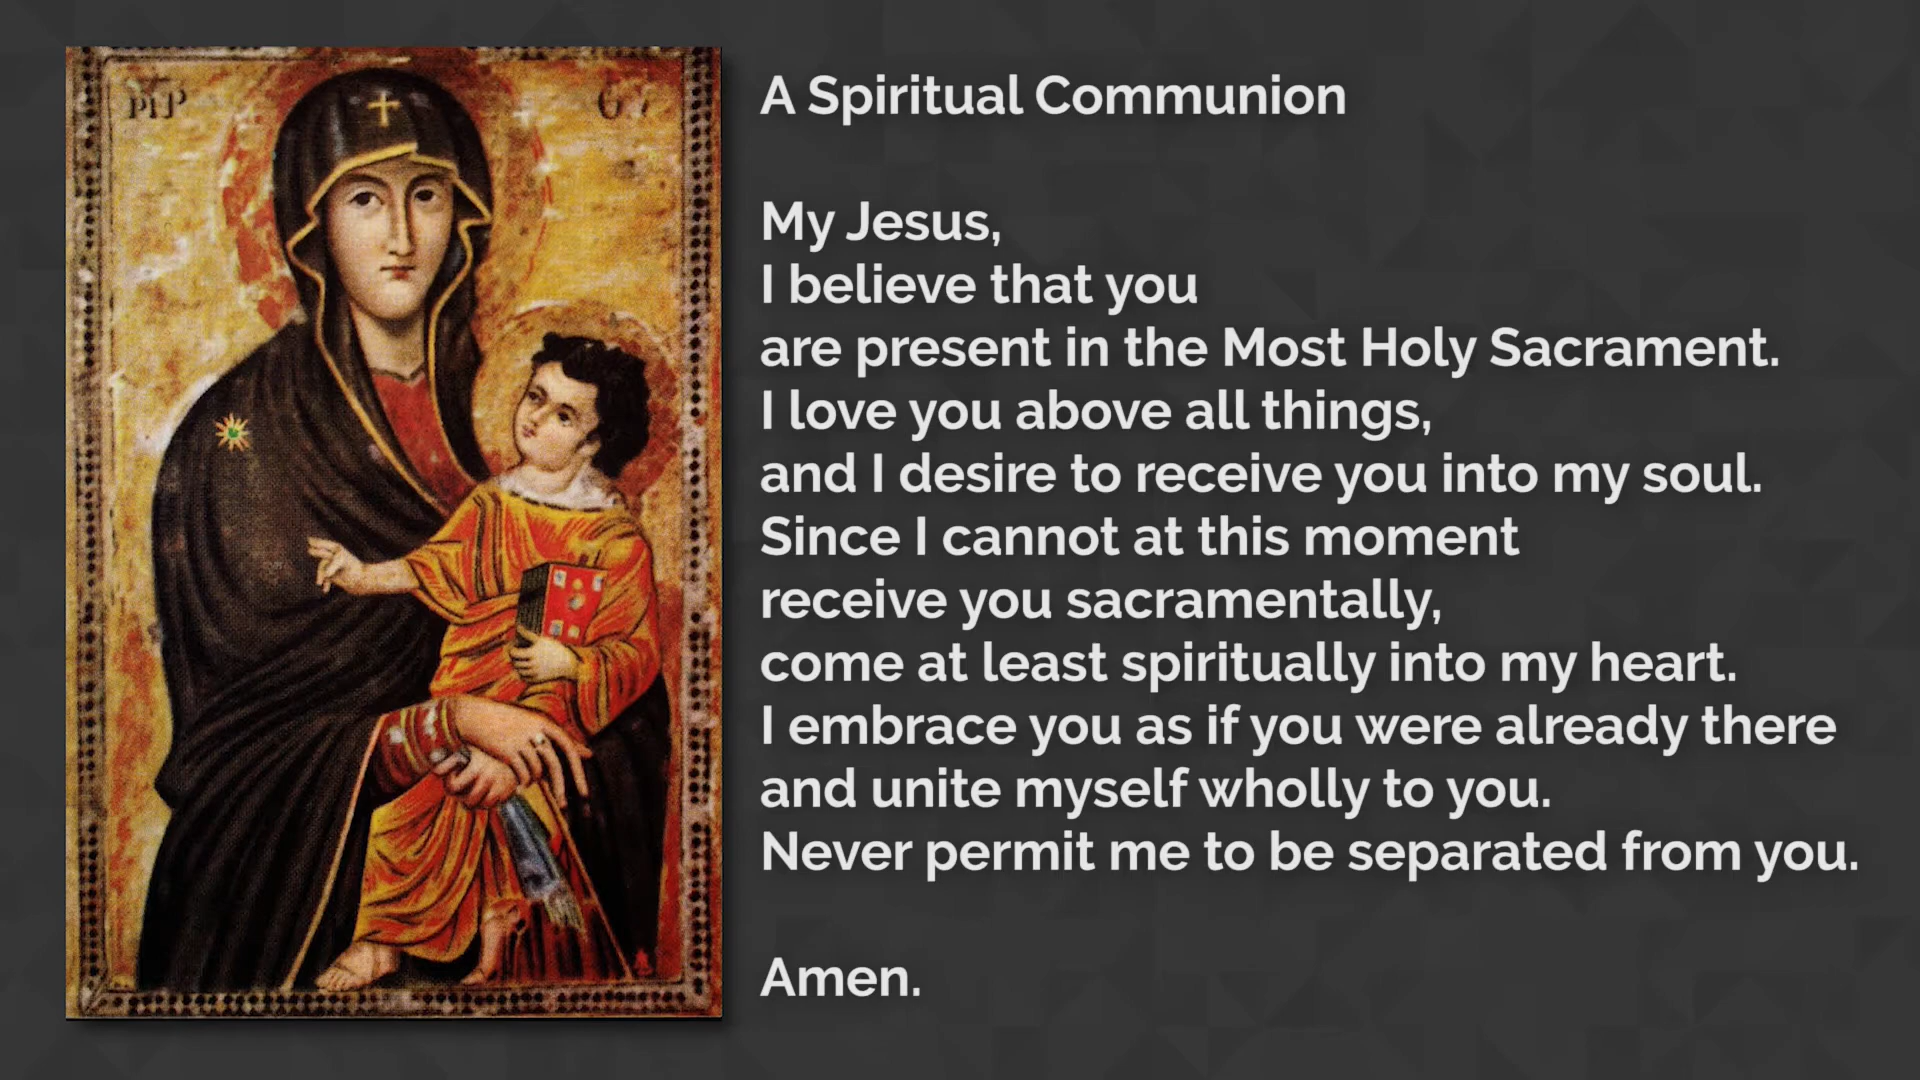 A Spiritual Communion
My Jesus,
I believe that you
are present in the Most Holy Sacrament.
I love you above all things,
and I desire to receive you into my soul.
Since I cannot at this moment
receive you sacramentally,
come at least spiritually into my heart.
I embrace you as if you were already there
and unite myself wholly to you.
Never permit me to be separated from you.
Amen.